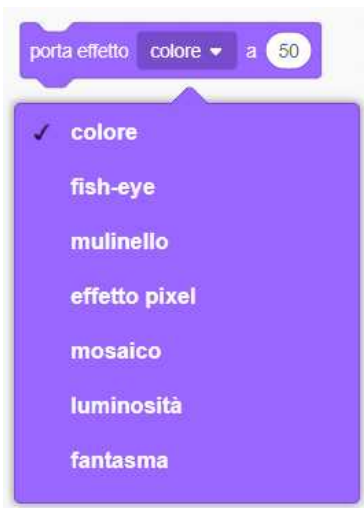 porta effetto colore a 50
colore
fish-eye
mulinello
effetto pixel
mosaico
luminosità
fantasma